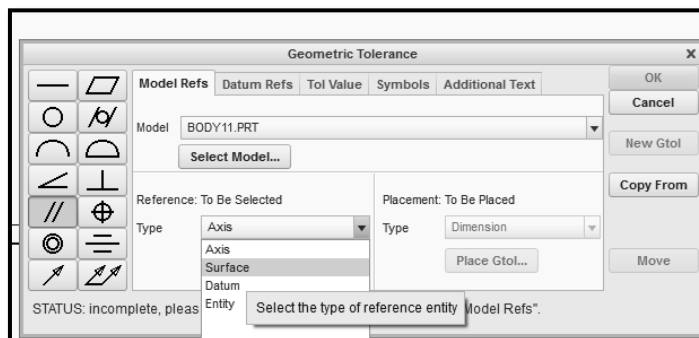 Geometric Tolerance x
Model Refs Datum Refs Tol Value Symbols Additional Text
OK
Cancel
New Gtol
Copy From
Move
Model BODY11.PRT
Select Model...
Reference: To Be Selected
Type Axis
Axis
Surface
Datum
Entity
Placement: To Be Placed
Type Dimension
Place Gtol...
Select the type of reference entity
STATUS: incomplete, pleas Model Refs".